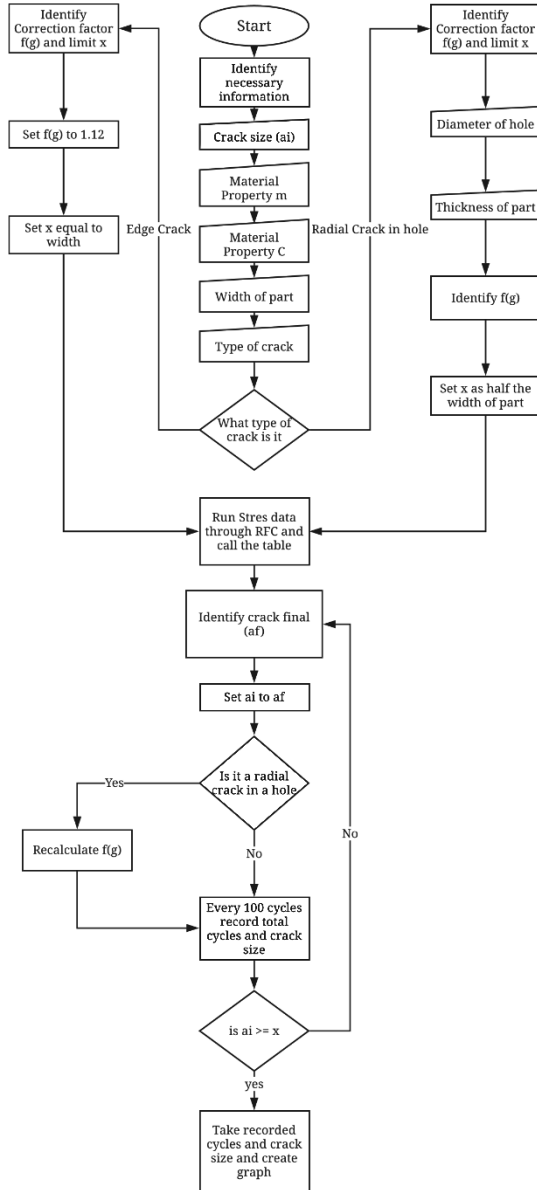 Start
Identify
necessary
information
Crack size (ai)
Material
Property m
Material
Property C
Width of part
Type of crack
What type of
crack is it
Edge Crack
Identify
Correction factor
f(g) and limit x
Set f(g) to 1.12
Set x equal to
width
Radial Crack in hole
Identify
Correction factor
f(g) and limit x
Diameter of hole
Thickness of part
Identify f(g)
Set x as half the
width of part
Run Stres data
through RFC and
call the table
Identify crack final
(af)
Set ai to af
Is it a radial
crack in a hole
Yes
Recalculate f(g)
No
Every 100 cycles
record total
cycles and crack
size
is ai >= x
No
yes
Take recorded
cycles and crack
size and create
graph